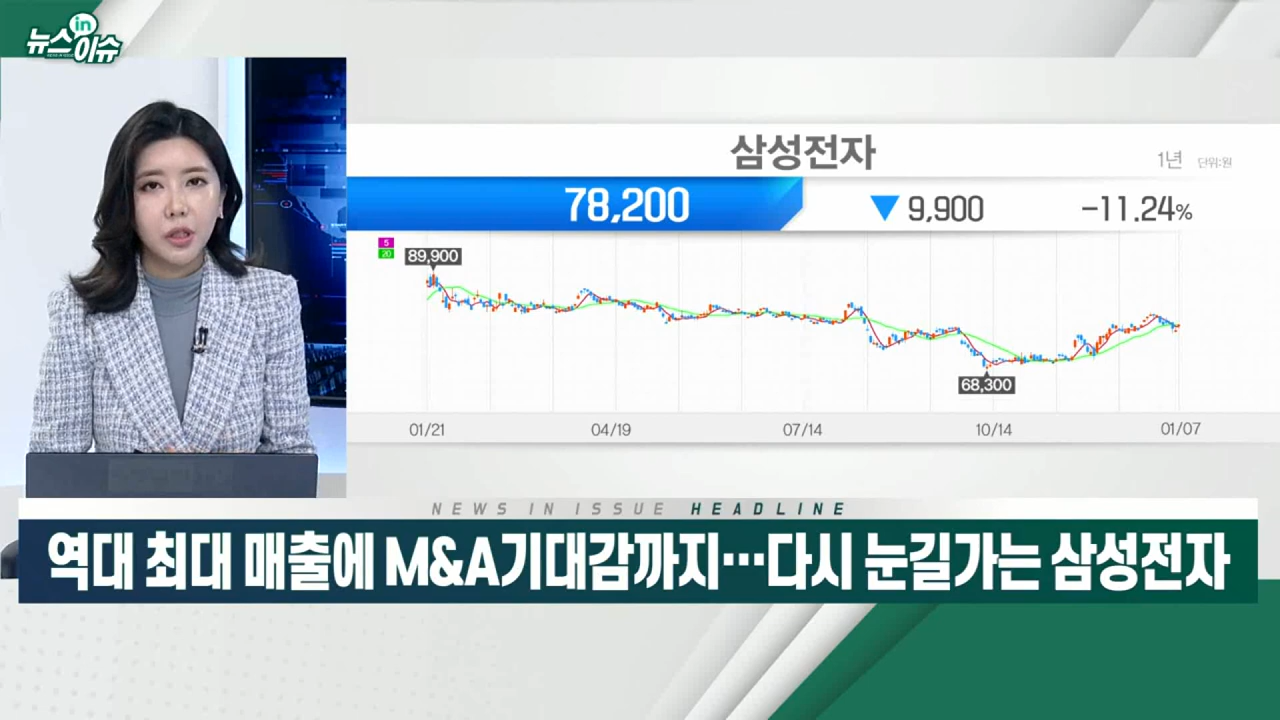 뉴스in이슈
삼성전자
1년 단위:원
78,200 ▼ 9,900 -11.24%
5
20
89,900
68,300
01/21 04/19 07/14 10/14 01/07
NEWS IN ISSUE HEADLINE
역대 최대 매출에 M&A기대감까지…다시 눈길가는 삼성전자